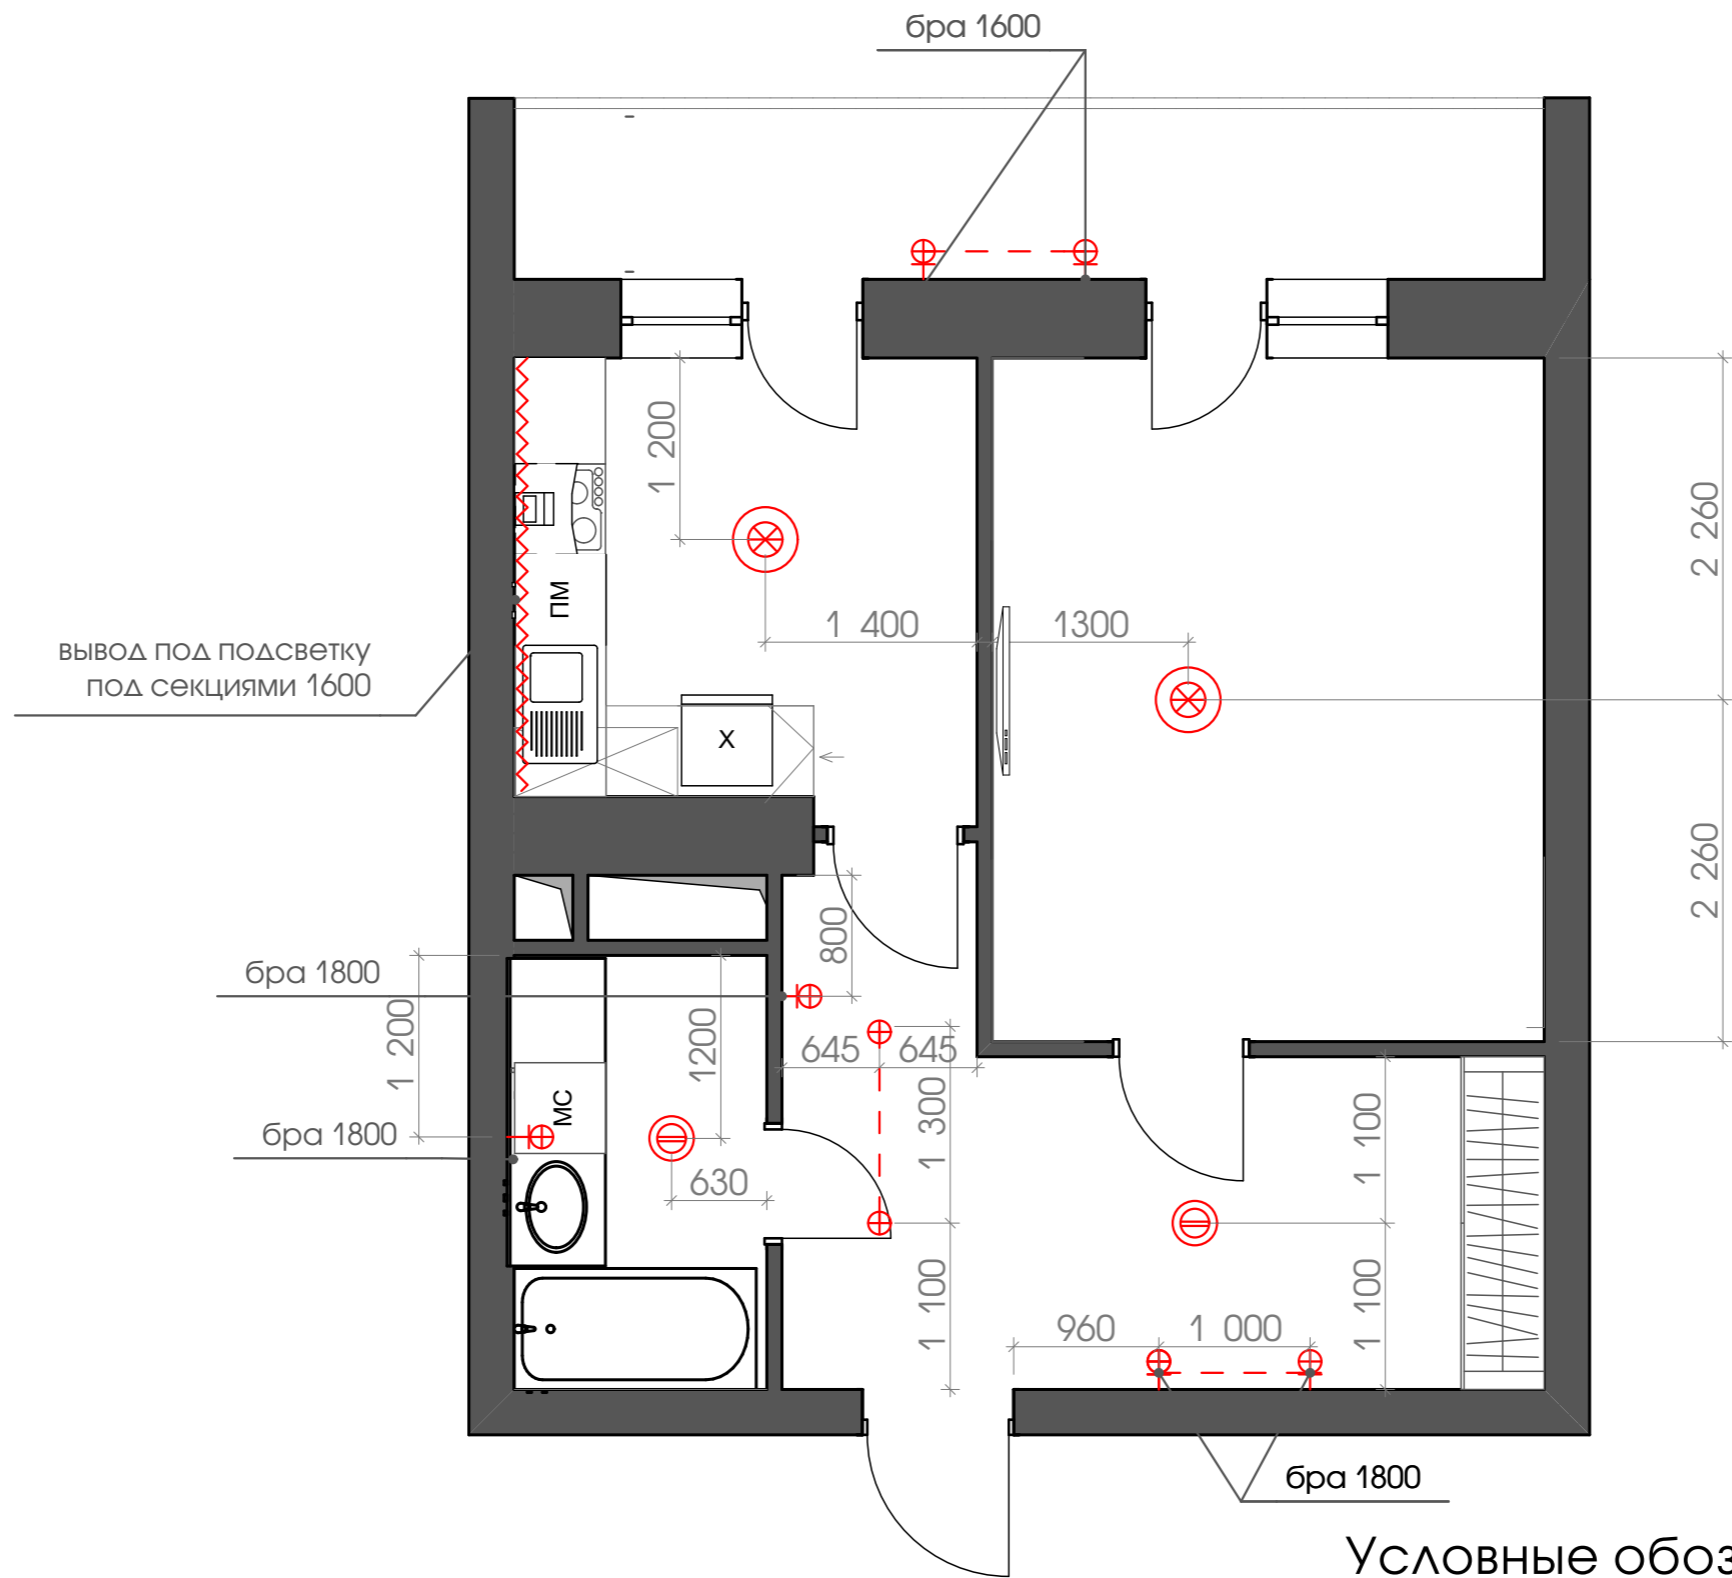 бра 1600
1 200
2 260
ПМ
1 400
1300
вывод под подсветку
под секциями 1600
Х
2 260
800
бра 1800
1 200
1200
645
645
1 300
1 100
МС
бра 1800
630
1 100
1 100
960
1 000
бра 1800
Условные обоз